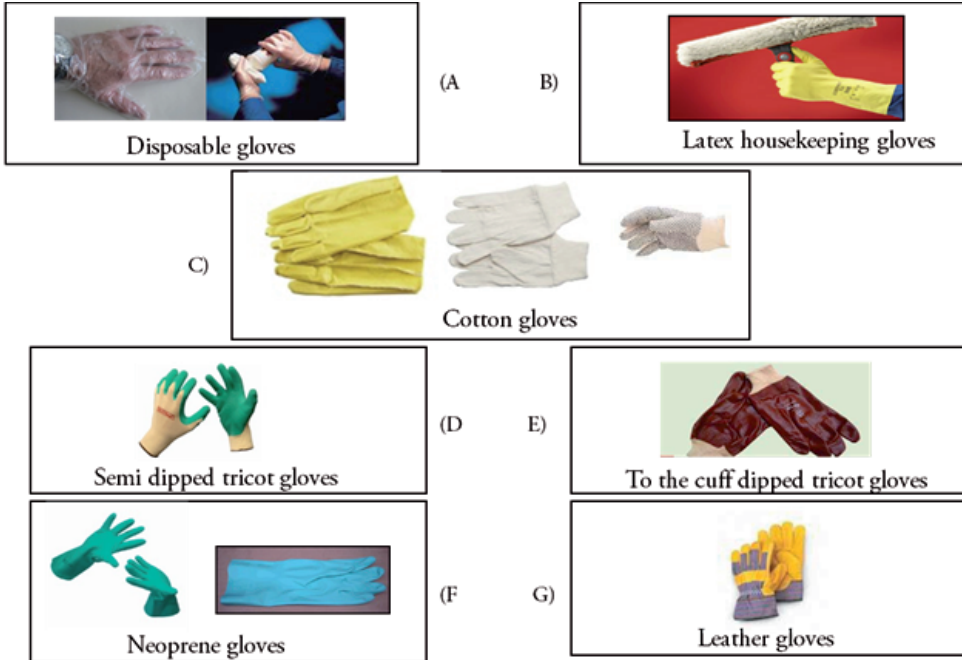 (A
B)
Disposable gloves
Latex housekeeping gloves
C)
Cotton gloves
(D
E)
Semi dipped tricot gloves
To the cuff dipped tricot gloves
(F
G)
Neoprene gloves
Leather gloves